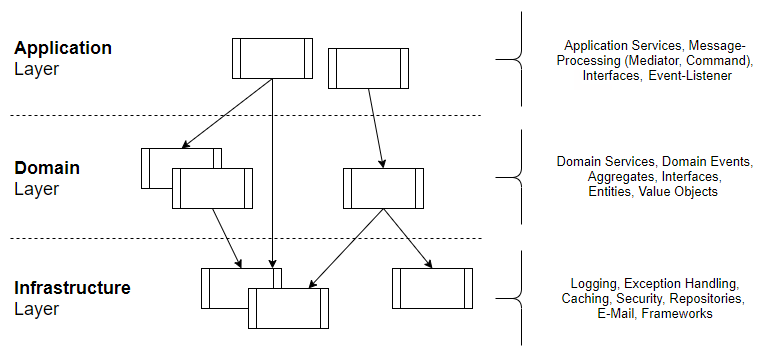 Application
Layer
Application Services, Message-
Processing (Mediator, Command),
Interfaces, Event-Listener
Domain
Layer
Domain Services, Domain Events,
Aggregates, Interfaces,
Entities, Value Objects
Infrastructure
Layer
Logging, Exception Handling,
Caching, Security, Repositories,
E-Mail, Frameworks